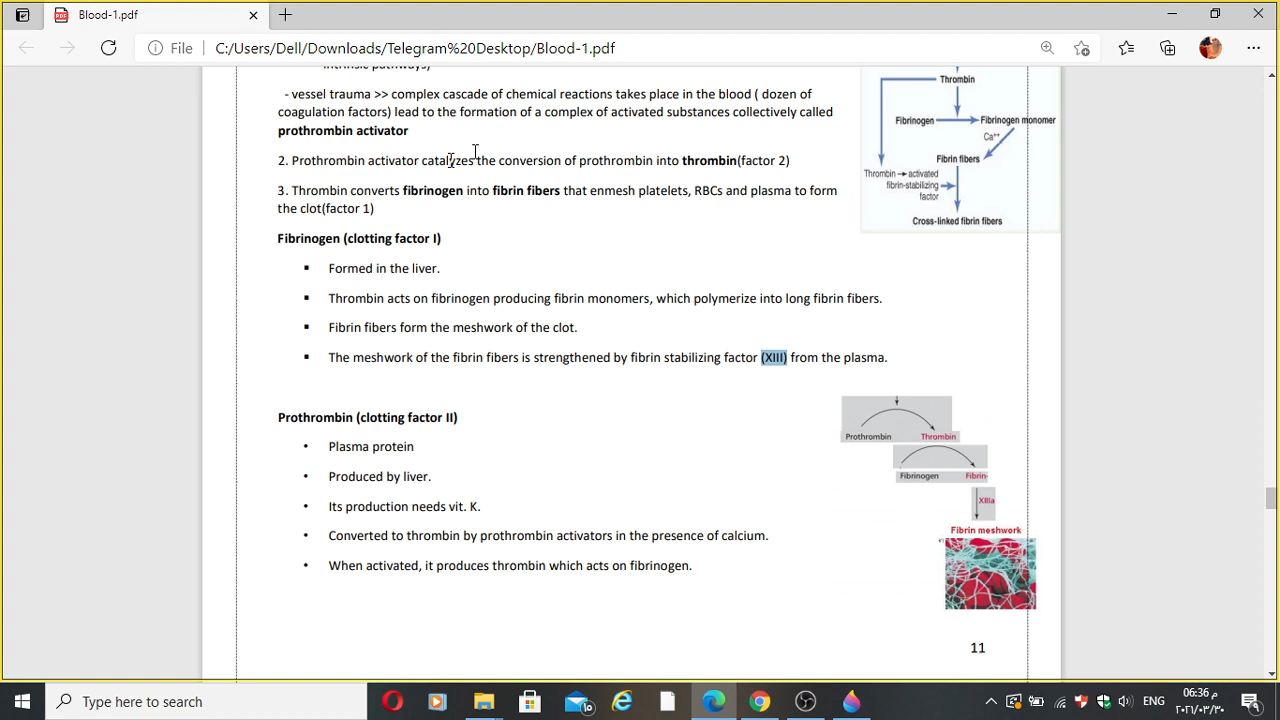 Blood-1.pdf
File
C:/Users/Dell/Downloads/Telegram%20Desktop/Blood-1.pdf
intrinsic pathways)
- vessel trauma >> complex cascade of chemical reactions takes place in the blood ( dozen of
coagulation factors) lead to the formation of a complex of activated substances collectively called
prothrombin activator
2. Prothrombin activator catalyzes the conversion of prothrombin into thrombin(factor 2)
3. Thrombin converts fibrinogen into fibrin fibers that enmesh platelets, RBCs and plasma to form
the clot(factor 1)
Thrombin
Fibrinogen
Fibrinogen monomer
Ca++
Fibrin fibers
Thrombin → activated
fibrin-stabilizing
factor
Cross-linked fibrin fibers
Fibrinogen (clotting factor I)
▪ Formed in the liver.
▪ Thrombin acts on fibrinogen producing fibrin monomers, which polymerize into long fibrin fibers.
▪ Fibrin fibers form the meshwork of the clot.
▪ The meshwork of the fibrin fibers is strengthened by fibrin stabilizing factor (XIII) from the plasma.
Prothrombin (clotting factor II)
• Plasma protein
• Produced by liver.
• Its production needs vit. K.
• Converted to thrombin by prothrombin activators in the presence of calcium.
• When activated, it produces thrombin which acts on fibrinogen.
Prothrombin Thrombin
Fibrinogen Fibrin
XIIIa
Fibrin meshwork
11
Type here to search
ENG
06:36 م
٢٠٢١/٠٣/٣١